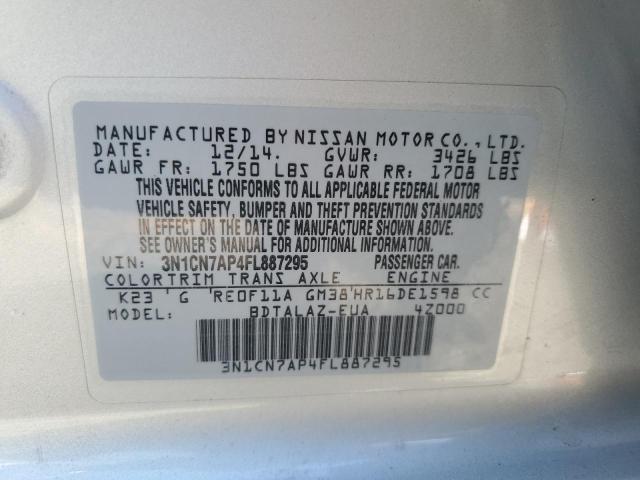 MANUFACTURED BY NISSAN MOTOR CO., LTD.
DATE: 12/14. GVWR: 3426 LBS
GAWR FR: 1750 LBS GAWR RR: 1708 LBS
THIS VEHICLE CONFORMS TO ALL APPLICABLE FEDERAL MOTOR
VEHICLE SAFETY, BUMPER AND THEFT PREVENTION STANDARDS
IN EFFECT ON THE DATE OF MANUFACTURE SHOWN ABOVE.
SEE OWNER'S MANUAL FOR ADDITIONAL INFORMATION.
VIN: 3N1CN7AP4FL887295 PASSENGER CAR.
COLOR TRIM TRANS AXLE ENGINE
K23 ' G 'RE0F11A GM38'HR16DE1598 CC
MODEL: BDTALAZ-EUA 4Z000
3N1CN7AP4FL887295